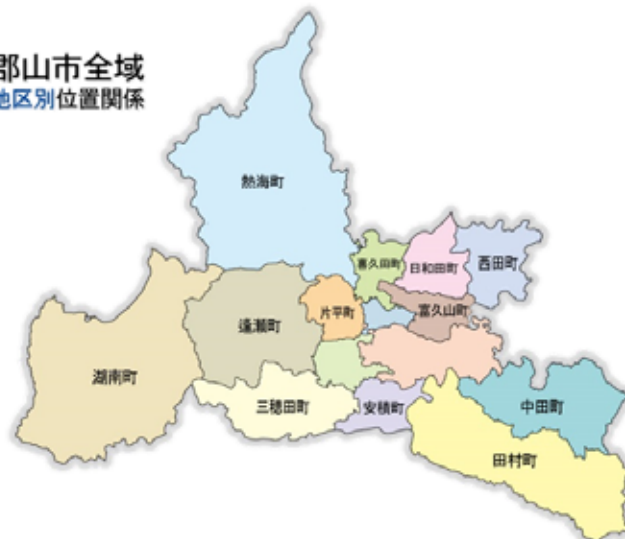 郡山市全域
地区別位置関係
熱海町
喜久田町
日和田町
西田町
富久山町
片平町
逢瀬町
湖南町
三穂田町
安積町
中田町
田村町